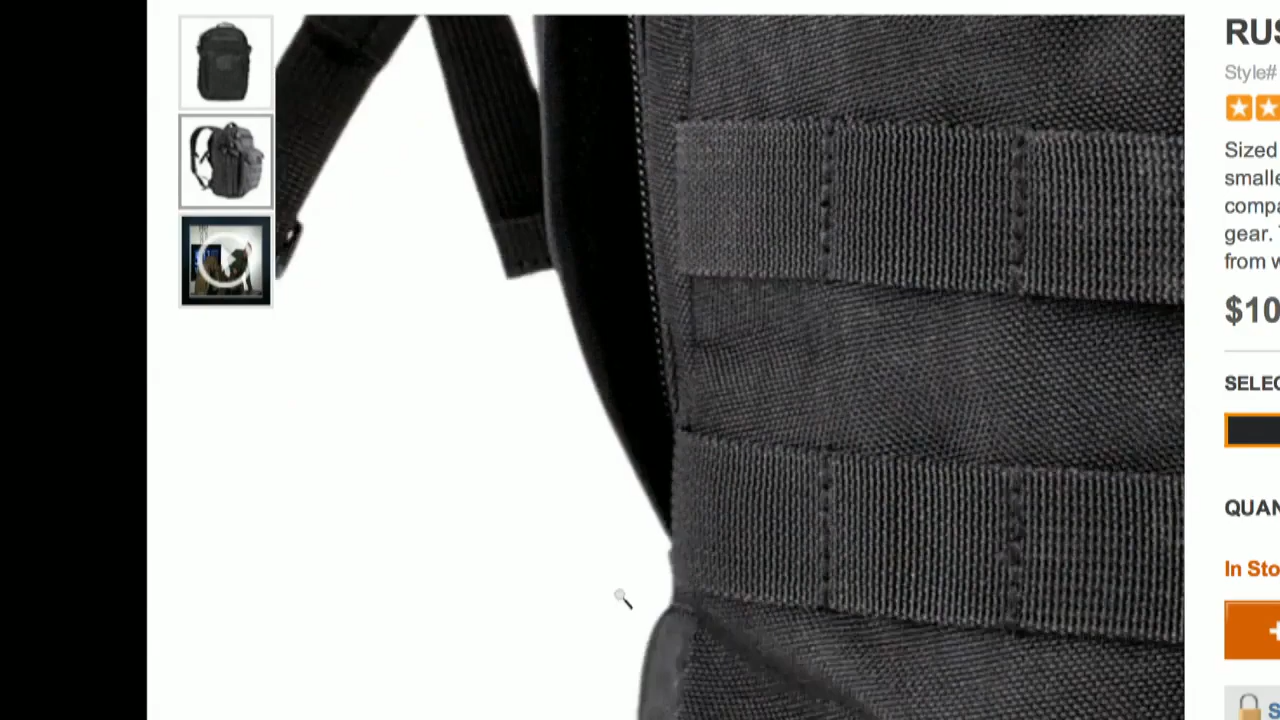 RUS
Style#
Sized
smalle
compa
gear.
from w
$10
SELEC
QUAN
In Sto